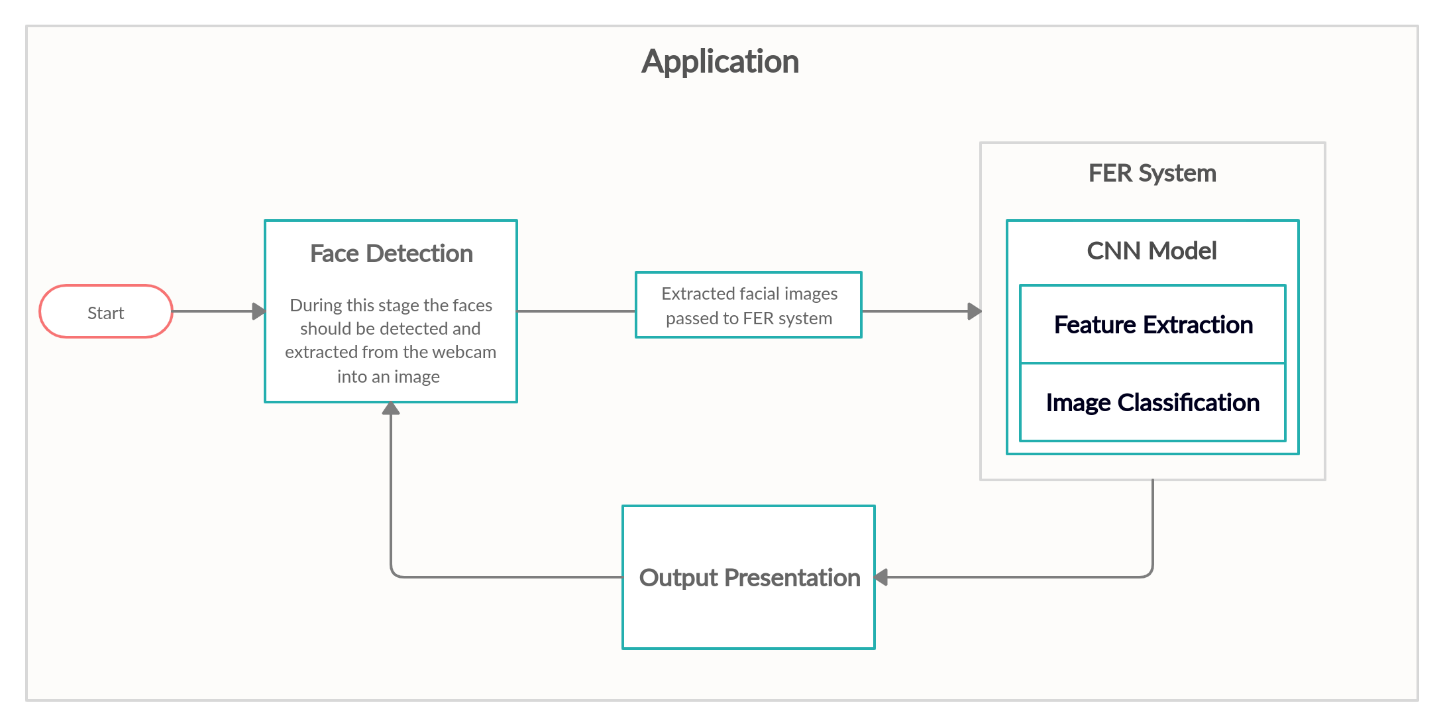 Application
FER System
CNN Model
Feature Extraction
Image Classification
Face Detection
During this stage the faces
should be detected and
extracted from the webcam
into an image
Start
Extracted facial images
passed to FER system
Output Presentation